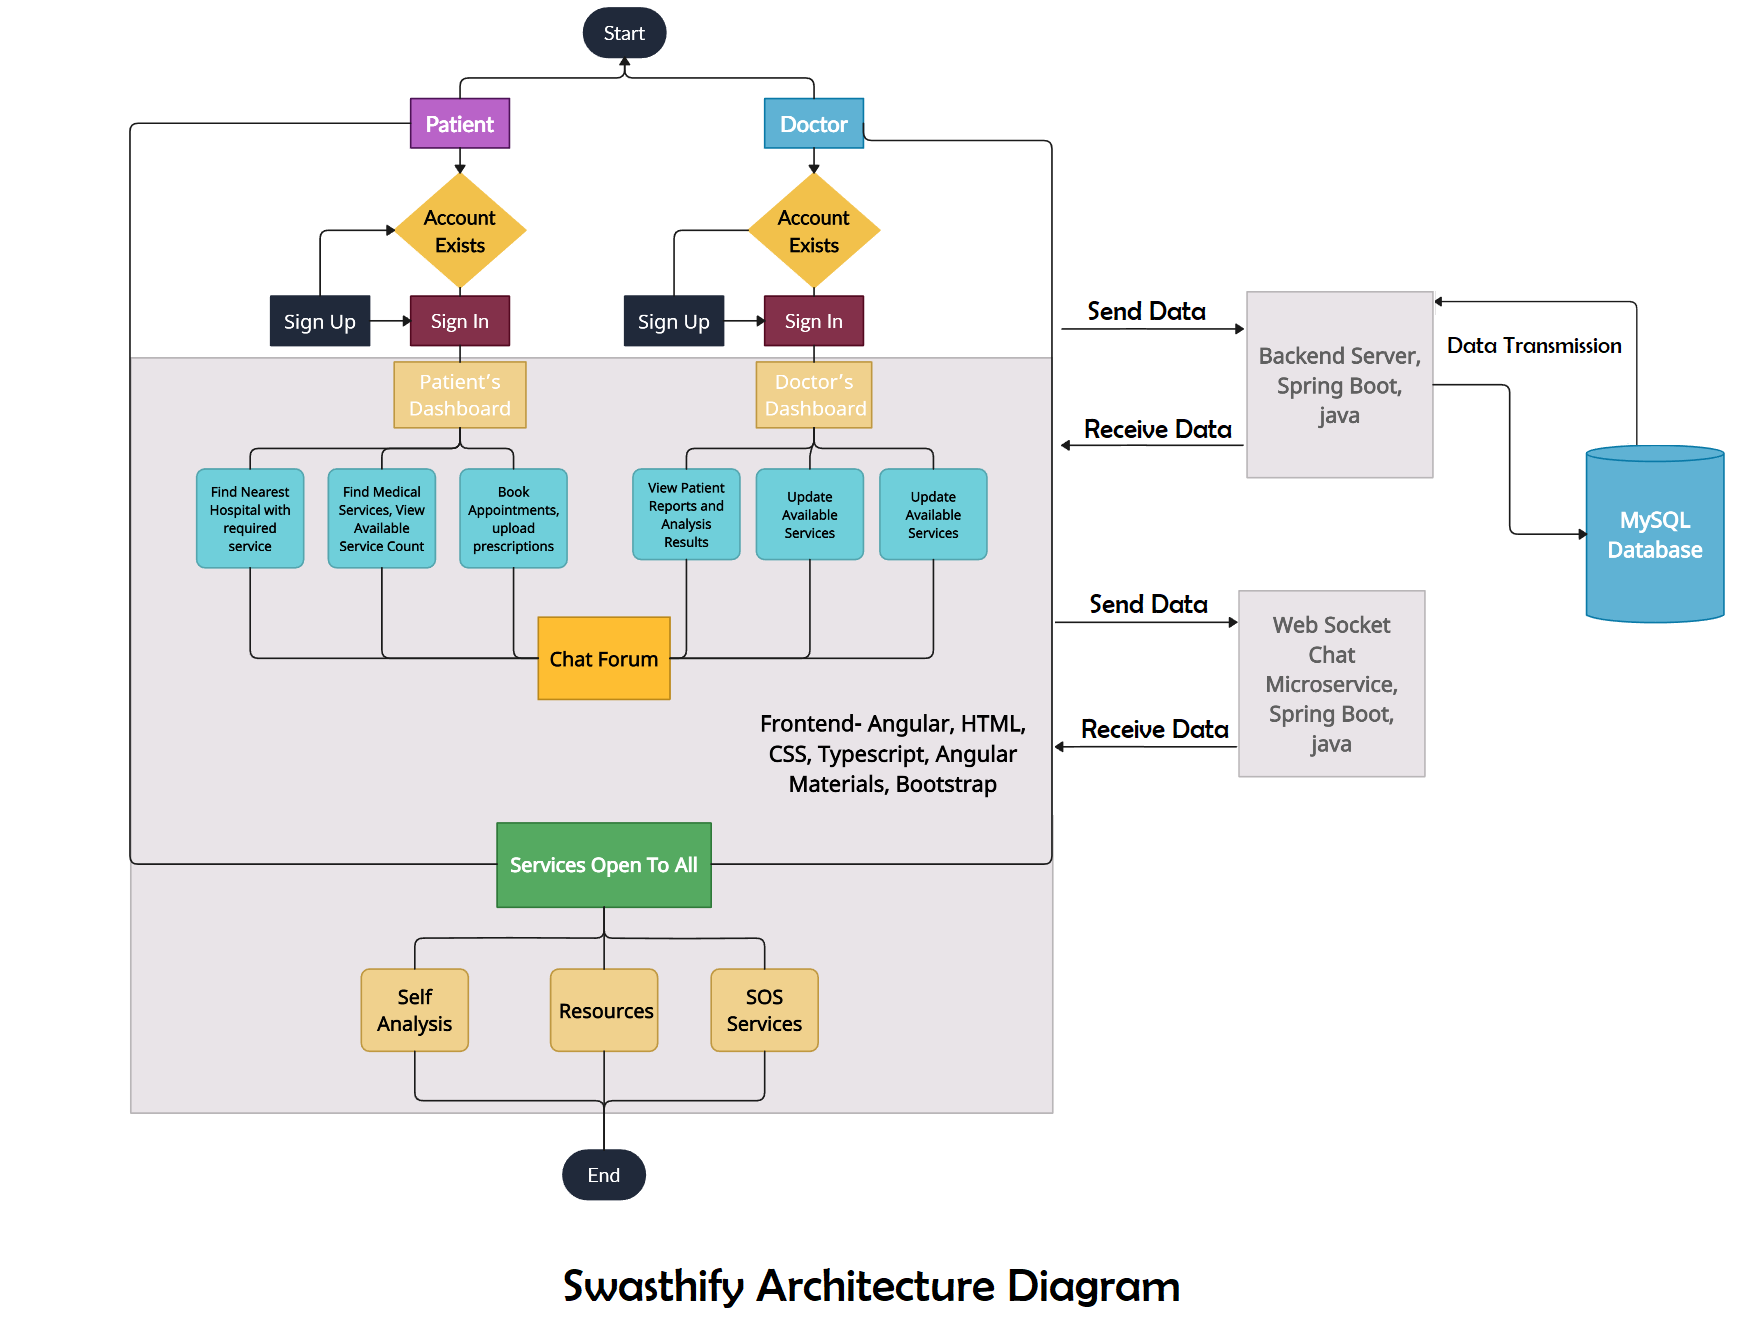 Start
Patient
Doctor
Account
Exists
Account
Exists
Sign Up
Sign In
Sign Up
Sign In
Patient's
Dashboard
Doctor's
Dashboard
Find Nearest
Hospital with
required
service
Find Medical
Services, View
Available
Service Count
Book
Appointments,
upload
prescriptions
View Patient
Reports and
Analysis
Results
Update
Available
Services
Update
Available
Services
Chat Forum
Frontend- Angular, HTML,
CSS, Typescript, Angular
Materials, Bootstrap
Services Open To All
Self
Analysis
Resources
SOS
Services
End
Send Data
Receive Data
Backend Server,
Spring Boot,
java
Data Transmission
MySQL
Database
Send Data
Receive Data
Web Socket
Chat
Microservice,
Spring Boot,
java
Swasthify Architecture Diagram